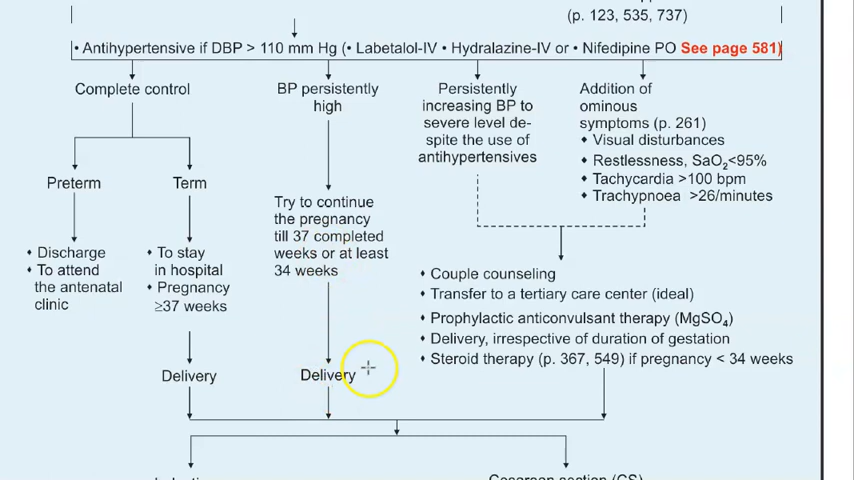 (p. 123, 535, 737)
• Antihypertensive if DBP > 110 mm Hg (• Labetalol-IV • Hydralazine-IV or • Nifedipine PO See page 581)
Complete control
BP persistently
high
Persistently
increasing BP to
severe level de-
spite the use of
antihypertensives
Addition of
ominous
symptoms (p. 261)
♦ Visual disturbances
♦ Restlessness, SaO₂<95%
♦ Tachycardia >100 bpm
♦ Trachypnoea >26/minutes
Preterm
Term
Try to continue
the pregnancy
till 37 completed
weeks or at least
34 weeks
♦ Discharge
♦ To attend
the antenatal
clinic
♦ To stay
in hospital
♦ Pregnancy
≥37 weeks
♦ Couple counseling
♦ Transfer to a tertiary care center (ideal)
♦ Prophylactic anticonvulsant therapy (MgSO₄)
♦ Delivery, irrespective of duration of gestation
♦ Steroid therapy (p. 367, 549) if pregnancy < 34 weeks
Delivery
Delivery
Cesarean section (CS)